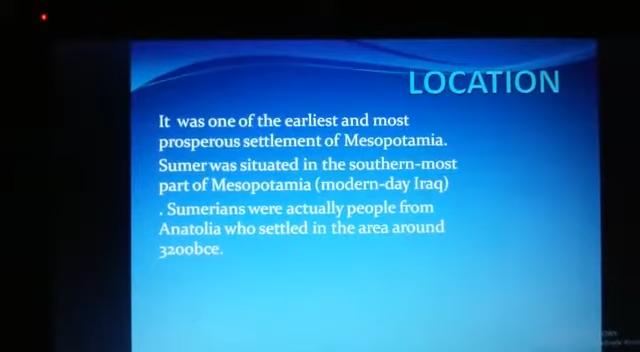 LOCATION
It was one of the earliest and most
prosperous settlement of Mesopotamia.
Sumer was situated in the southern-most
part of Mesopotamia (modern-day Iraq)
. Sumerians were actually people from
Anatolia who settled in the area around
3200bce.